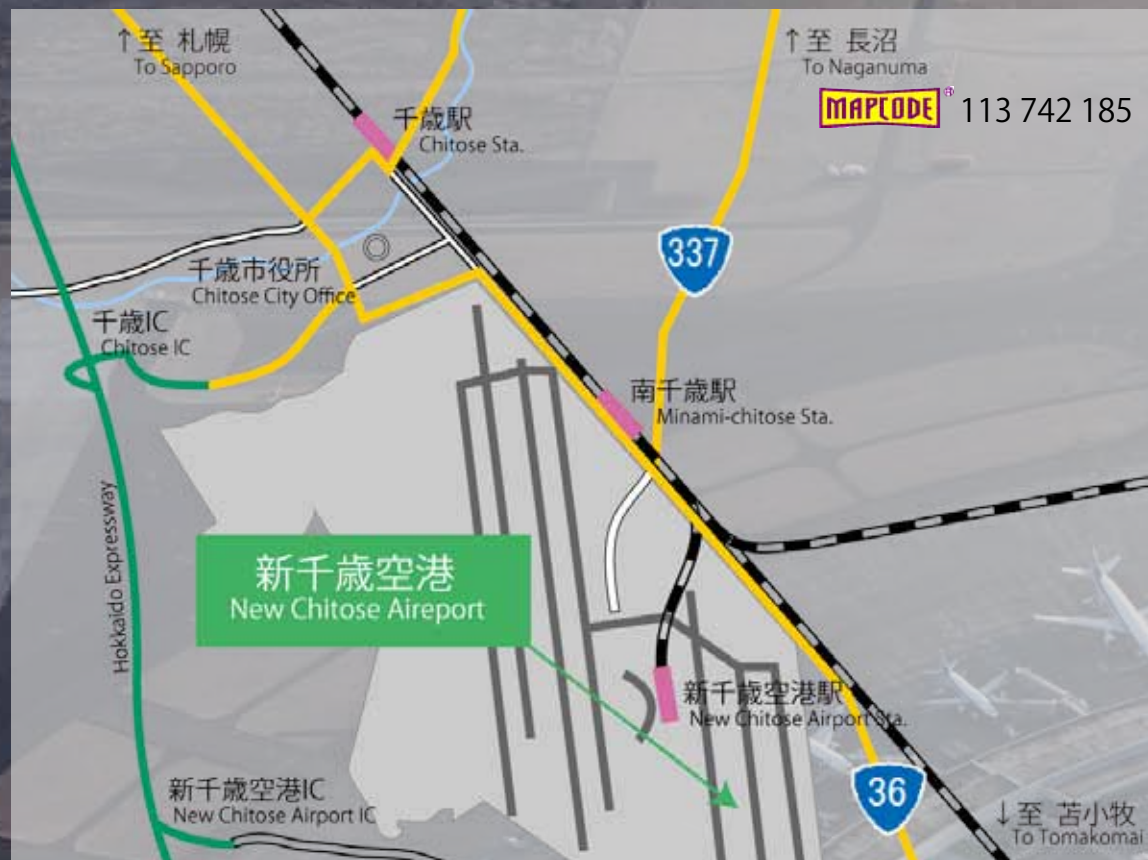 ↑至 札幌
To Sapporo
↑至 長沼
To Naganuma
MAPCODE® 113 742 185
千歳駅
Chitose Sta.
337
千歳市役所
Chitose City Office
千歳IC
Chitose IC
南千歳駅
Minami-chitose Sta.
Hokkaido Expressway
新千歳空港
New Chitose Aireport
新千歳空港駅
New Chitose Airport Sta.
新千歳空港IC
New Chitose Airport IC
36
↓至 苫小牧
To Tomakomai